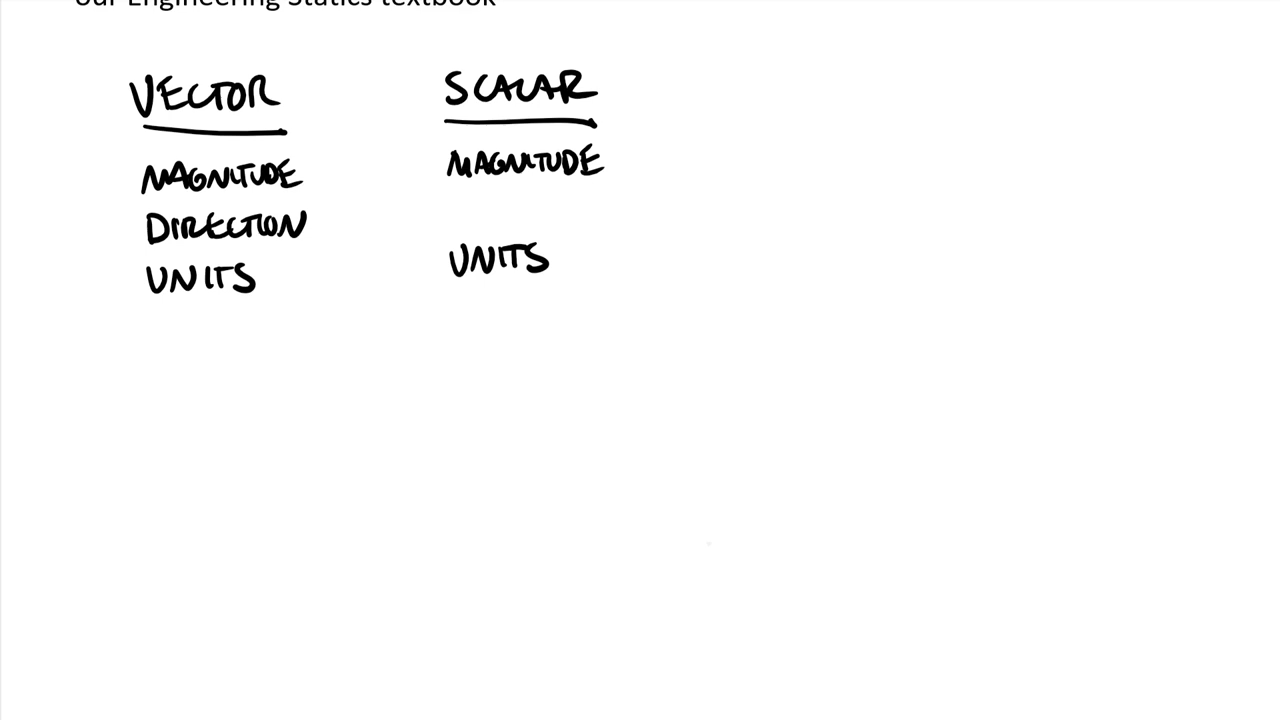 our Engineering Statics textbook
VECTOR SCALAR
MAGNITUDE MAGNITUDE
DIRECTION
UNITS UNITS